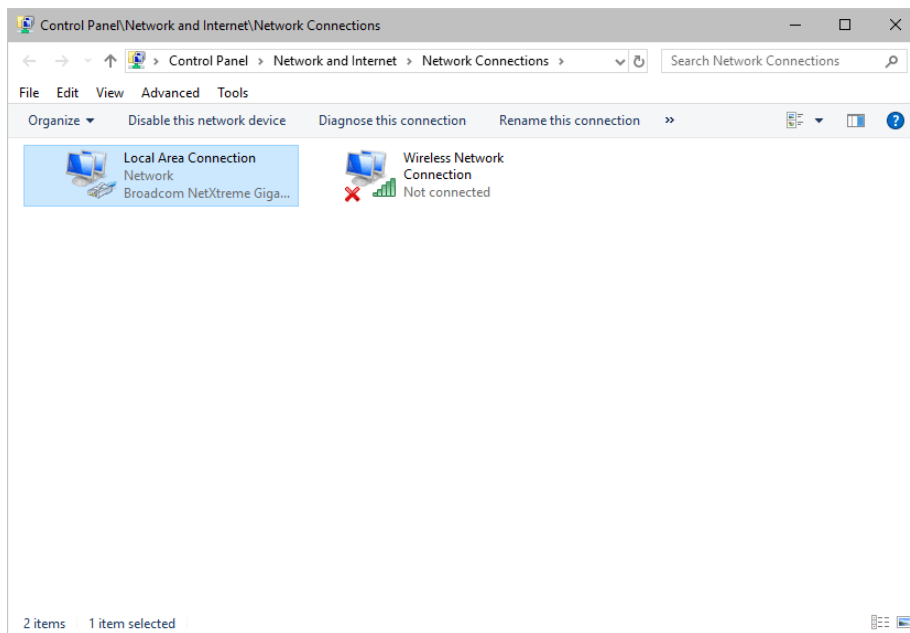 Control Panel\Network and Internet\Network Connections
Control Panel > Network and Internet > Network Connections >
Search Network Connections
File Edit View Advanced Tools
Organize Disable this network device Diagnose this connection Rename this connection »
Local Area Connection
Network
Broadcom NetXtreme Giga...
Wireless Network
Connection
Not connected
2 items 1 item selected